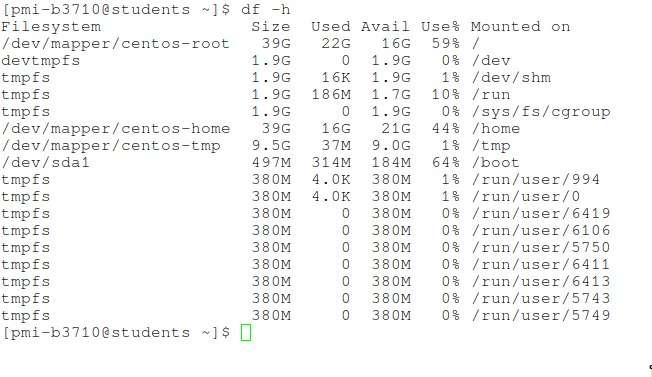 [pmi-b3710@students ~]$ df -h
Filesystem Size Used Avail Use% Mounted on
/dev/mapper/centos-root 39G 22G 16G 59% /
devtmpfs 1.9G 0 1.9G 0% /dev
tmpfs 1.9G 16K 1.9G 1% /dev/shm
tmpfs 1.9G 186M 1.7G 10% /run
tmpfs 1.9G 0 1.9G 0% /sys/fs/cgroup
/dev/mapper/centos-home 39G 16G 21G 44% /home
/dev/mapper/centos-tmp 9.5G 37M 9.0G 1% /tmp
/dev/sda1 497M 314M 184M 64% /boot
tmpfs 380M 4.0K 380M 1% /run/user/994
tmpfs 380M 4.0K 380M 1% /run/user/0
tmpfs 380M 0 380M 0% /run/user/6419
tmpfs 380M 0 380M 0% /run/user/6106
tmpfs 380M 0 380M 0% /run/user/5750
tmpfs 380M 0 380M 0% /run/user/6411
tmpfs 380M 0 380M 0% /run/user/6413
tmpfs 380M 0 380M 0% /run/user/5743
tmpfs 380M 0 380M 0% /run/user/5749
[pmi-b3710@students ~]$